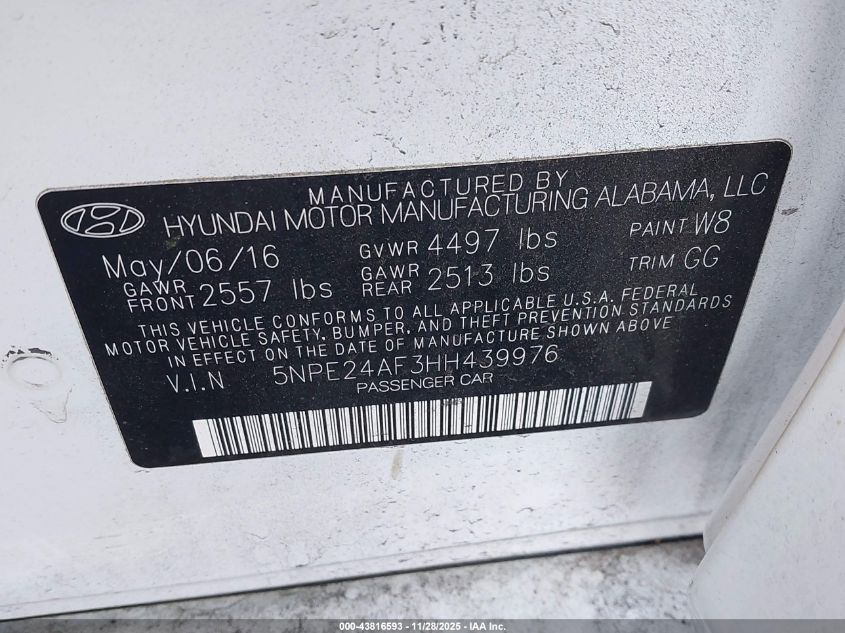 MANUFACTURED BY
HYUNDAI MOTOR MANUFACTURING ALABAMA, LLC
May/06/16 GVWR 4497 lbs PAINT W8
GAWR FRONT 2557 lbs GAWR REAR 2513 lbs TRIM GG
THIS VEHICLE CONFORMS TO ALL APPLICABLE U.S.A. FEDERAL
MOTOR VEHICLE SAFETY, BUMPER, AND THEFT PREVENTION STANDARDS
IN EFFECT ON THE DATE OF MANUFACTURE SHOWN ABOVE
V.I.N 5NPE24AF3HH439976
PASSENGER CAR
000-43816593 - 11/28/2025 - IAA Inc.